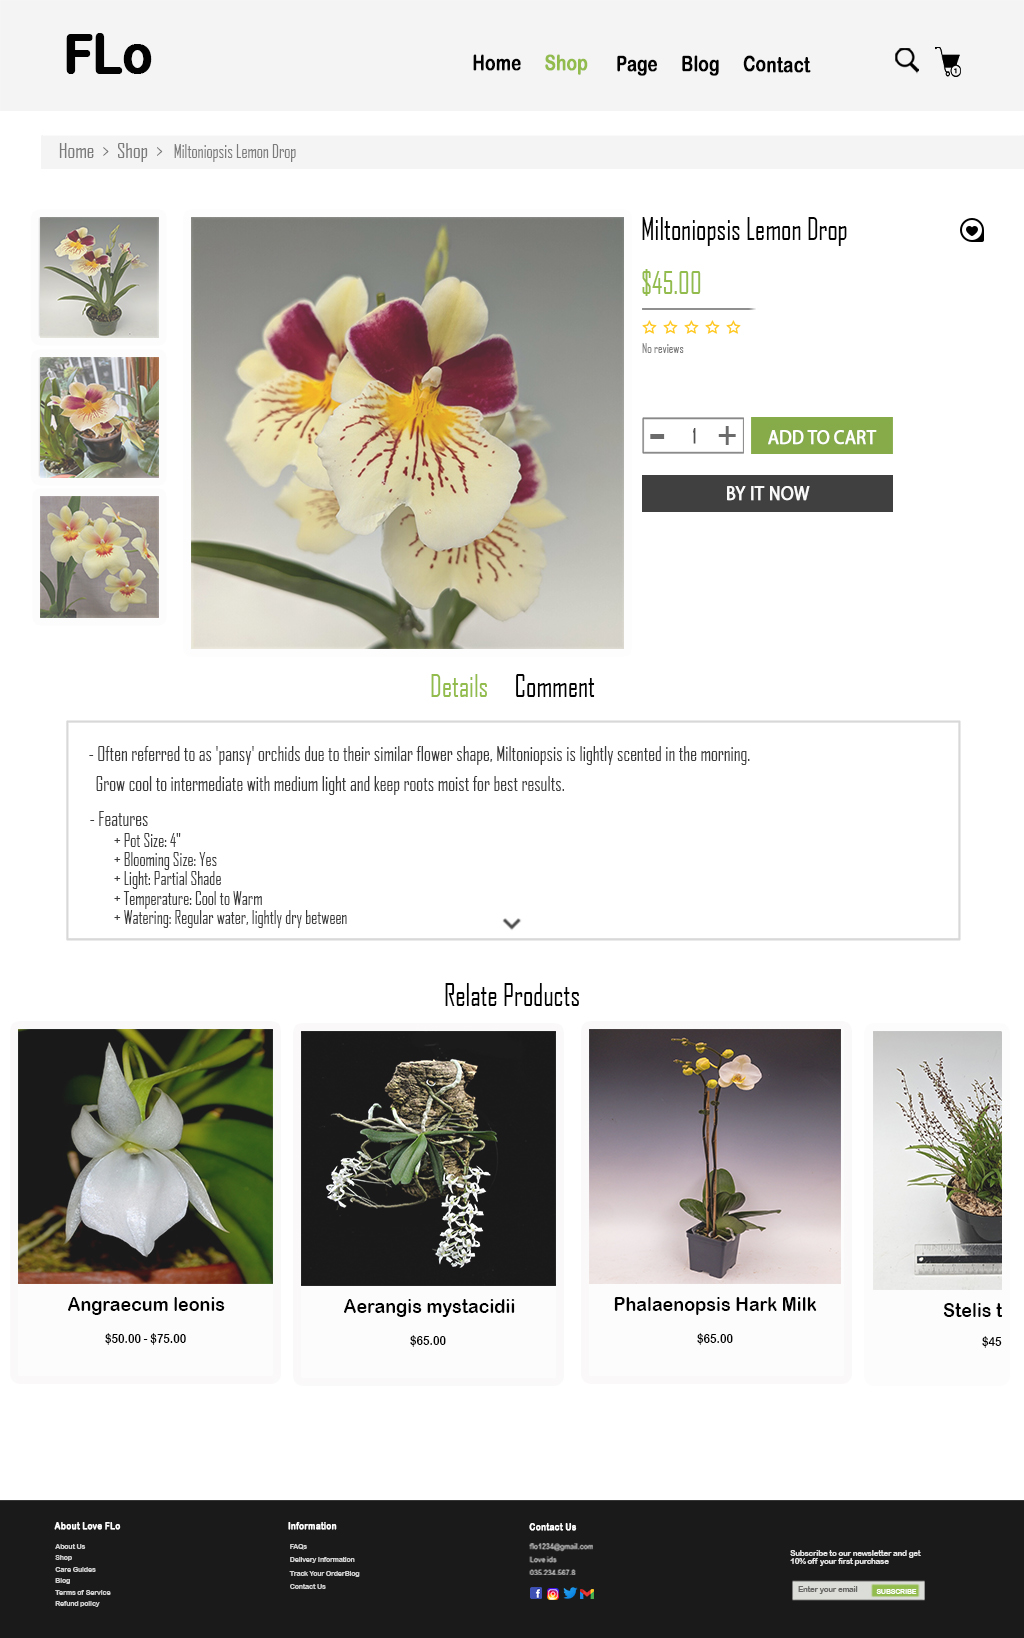 FLo
Home Shop Page Blog Contact
1
Home > Shop > Miltoniopsis Lemon Drop
Miltoniopsis Lemon Drop
$45.00
No reviews
- 1 +
ADD TO CART
BY IT NOW
Details Comment
- Often referred to as 'pansy' orchids due to their similar flower shape, Miltoniopsis is lightly scented in the morning.
Grow cool to intermediate with medium light and keep roots moist for best results.
- Features
+ Pot Size: 4"
+ Blooming Size: Yes
+ Light: Partial Shade
+ Temperature: Cool to Warm
+ Watering: Regular water, lightly dry between
Relate Products
Angraecum leonis
$50.00 - $75.00
Aerangis mystacidii
$65.00
Phalaenopsis Hark Milk
$65.00
Stelis t
$45
About Love FLo
About Us
Shop
Care Guides
Blog
Terms of Service
Refund policy
Information
FAQs
Delivery Information
Track Your OrderBlog
Contact Us
Contact Us
flo1234@gmail.com
Love ids
035.234.567.8
Subscribe to our newsletter and get
10% off your first purchase
Enter your email
SUBSCRIBE